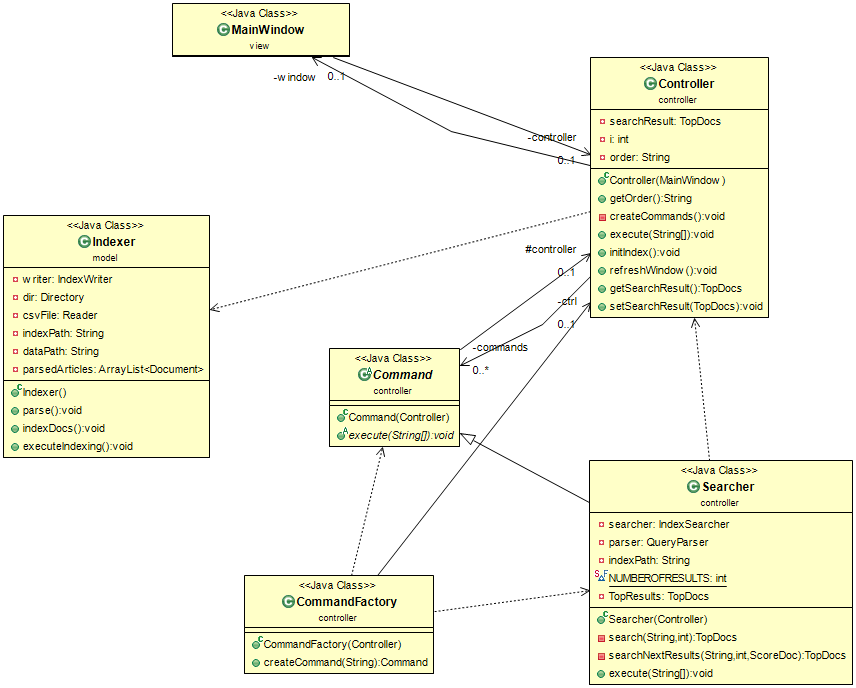 <<Java Class>>
MainWindow
view
-window 0..1
<<Java Class>>
Controller
controller
searchResult: TopDocs
i: int
order: String
Controller(MainWindow)
getOrder():String
createCommands():void
execute(String[]):void
initIndex():void
refreshWindow():void
getSearchResult():TopDocs
setSearchResult(TopDocs):void
-controller
0..1
<<Java Class>>
Indexer
model
writer: IndexWriter
dir: Directory
csvFile: Reader
indexPath: String
dataPath: String
parsedArticles: ArrayList<Document>
Indexer()
parse():void
indexDocs():void
executeIndexing():void
#controller
0..1
-ctrl
0..1
-commands
0..*
<<Java Class>>
Command
controller
Command(Controller)
execute(String[]):void
<<Java Class>>
Searcher
controller
searcher: IndexSearcher
parser: QueryParser
indexPath: String
NUMBEROFRESULTS: int
TopResults: TopDocs
Searcher(Controller)
search(String,int):TopDocs
searchNextResults(String,int,ScoreDoc):TopDocs
execute(String[]):void
<<Java Class>>
CommandFactory
controller
CommandFactory(Controller)
createCommand(String):Command